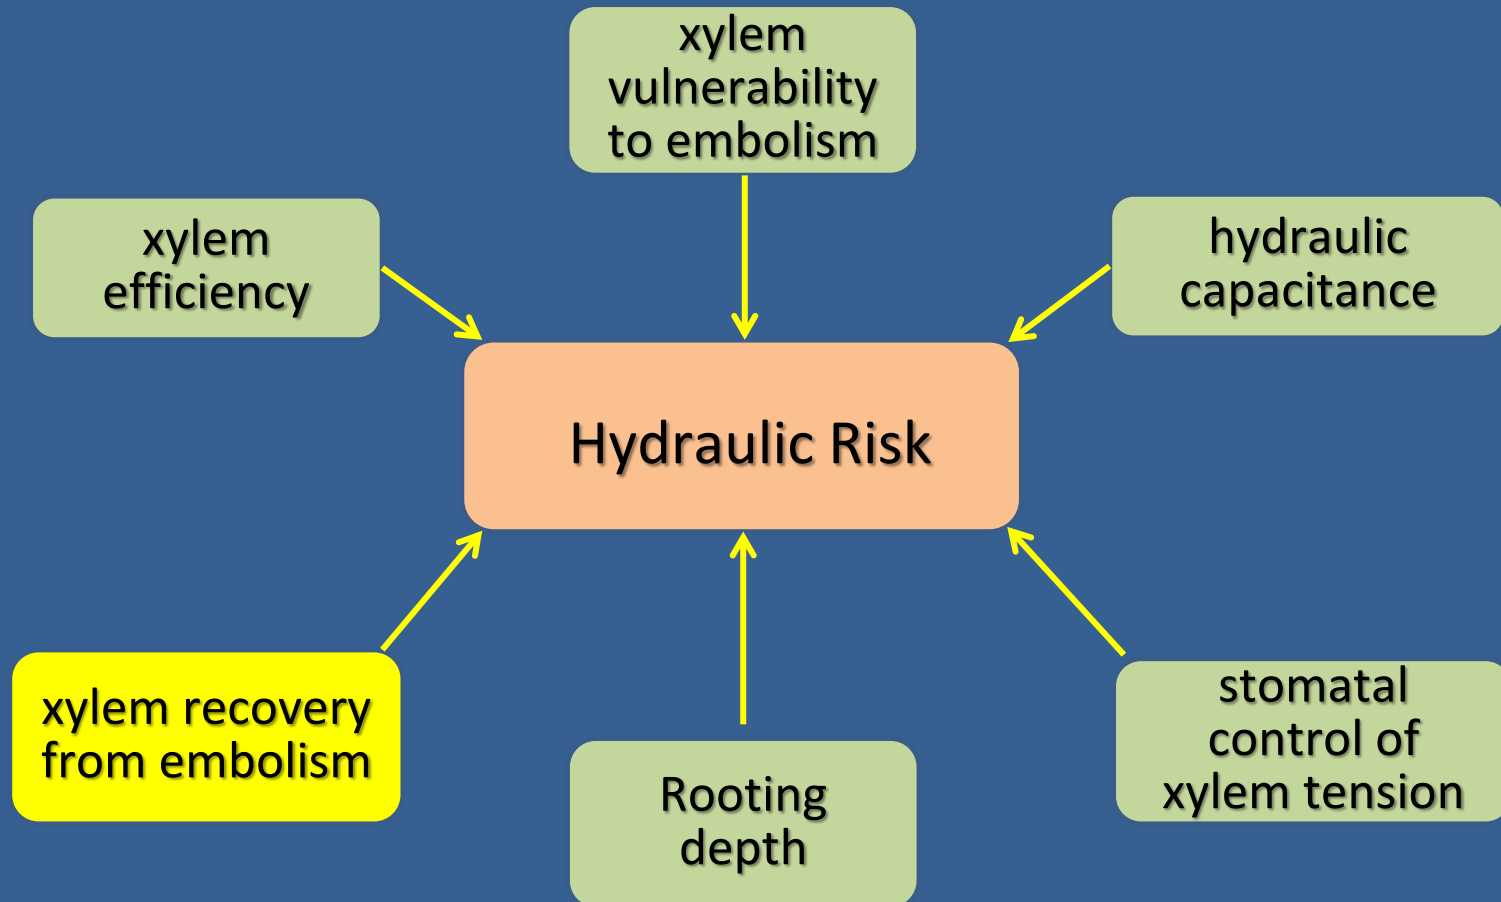 xylem
vulnerability
to embolism
xylem
efficiency
hydraulic
capacitance
Hydraulic Risk
xylem recovery
from embolism
Rooting
depth
stomatal
control of
xylem tension